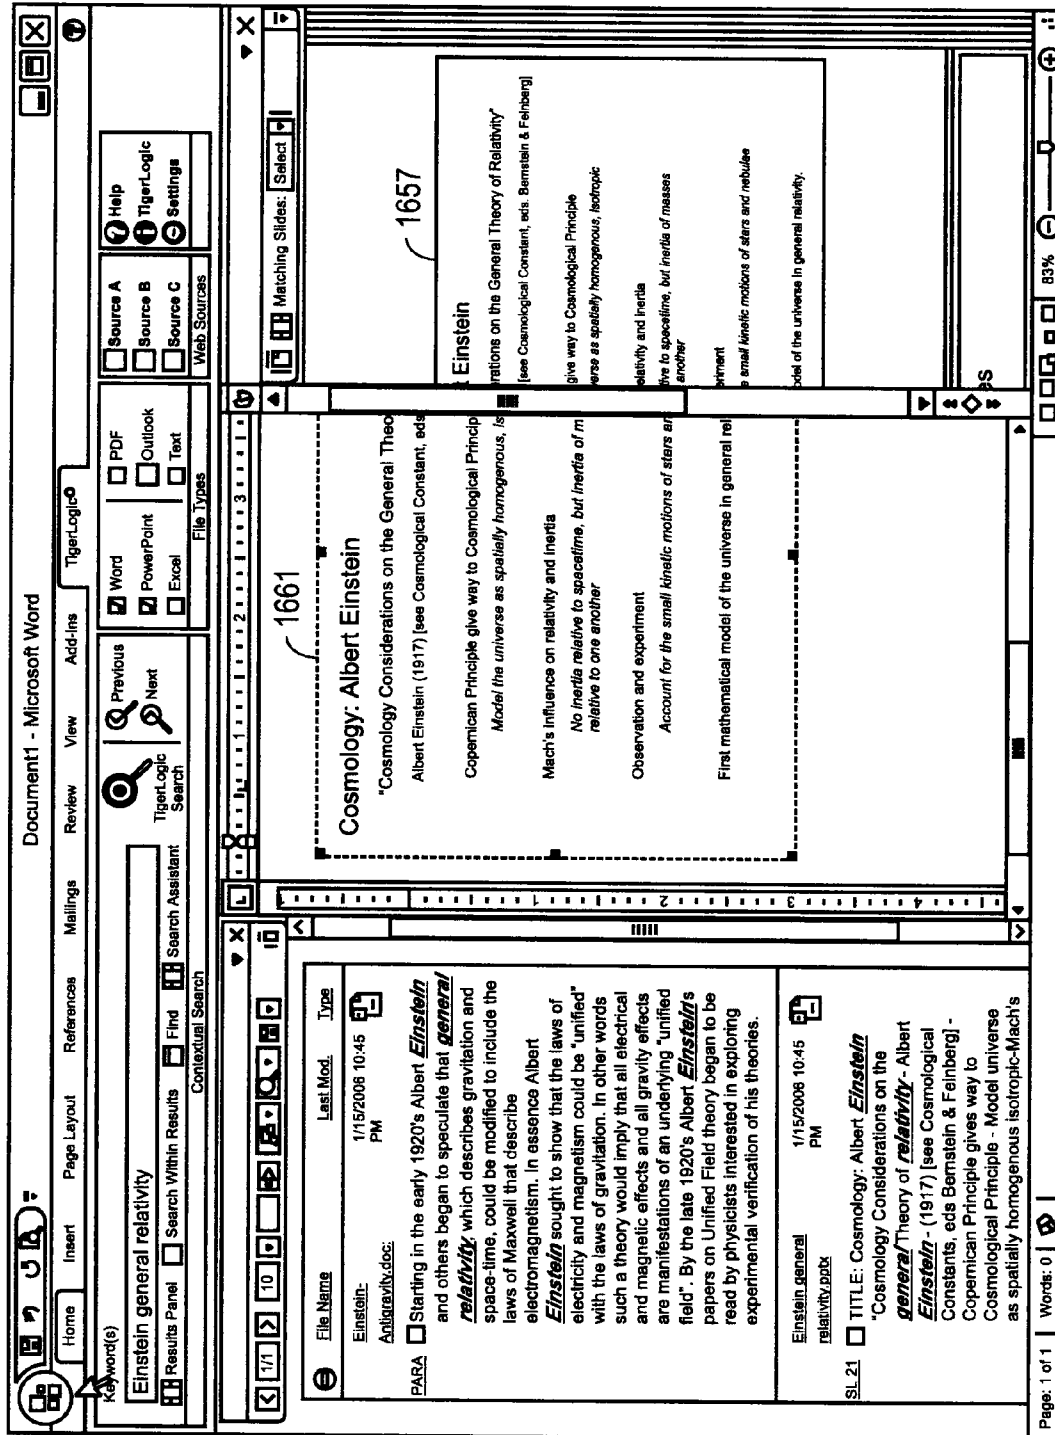 Document1 - Microsoft Word
Home Insert Page Layout References Mailings Review View Add-Ins TigerLogic
Keyword(s)
Einstein general relativity
Results Panel Search Within Results Find Search Assistant
TigerLogic
Search
Previous
Next
Contextual Search
Word
PowerPoint
Excel
PDF
Outlook
Text
File Types
Source A
Source B
Source C
Web Sources
Help
TigerLogic
Settings
1/1 10
File Name Last Mod. Type
Einstein-
Antigravity.doc:
1/15/2006 10:45
PM
PARA Starting in the early 1920's Albert Einstein
and others began to speculate that general
relativity, which describes gravitation and
space-time, could be modified to include the
laws of Maxwell that describe
electromagnetism. In essence Albert
Einstein sought to show that the laws of
electricity and magnetism could be "unified"
with the laws of gravitation. In other words
such a theory would imply that all electrical
and magnetic effects and all gravity effects
are manifestations of an underlying "unified
field". By the late 1920's Albert Einstein's
papers on Unified Field theory began to be
read by physicists interested in exploring
experimental verification of his theories.
Einstein general
relativity.pptx
1/15/2006 10:45
PM
SL 21 TITLE: Cosmology: Albert Einstein
"Cosmology Considerations on the
general Theory of relativity - Albert
Einstein - (1917) [see Cosmological
Constants, eds Bernstein & Feinberg] -
Copernican Principle gives way to
Cosmological Principle - Model universe
as spatially homogenous isotropic-Mach's
L
1 2 3
1 2 3 4
1661
Cosmology: Albert Einstein
"Cosmology Considerations on the General Theo
Albert Einstein (1917) [see Cosmological Constant, eds
Copernican Principle give way to Cosmological Princip
Model the universe as spatially homogenous, is
Mach's Influence on relativity and inertia
No inertia relative to spacetime, but inertia of m
relative to one another
Observation and experiment
Account for the small kinetic motions of stars an
First mathematical model of the universe in general rel
Matching Slides: Select
1657
t Einstein
erations on the General Theory of Relativity"
[see Cosmological Constant, eds. Bernstein & Feinberg]
give way to Cosmological Principle
verse as spatially homogenous, isotropic
elativity and inertia
tive to spacetime, but inertia of masses
another
eriment
e small kinetic motions of stars and nebulae
odel of the universe in general relativity.
es
Page: 1 of 1 Words: 0 83%